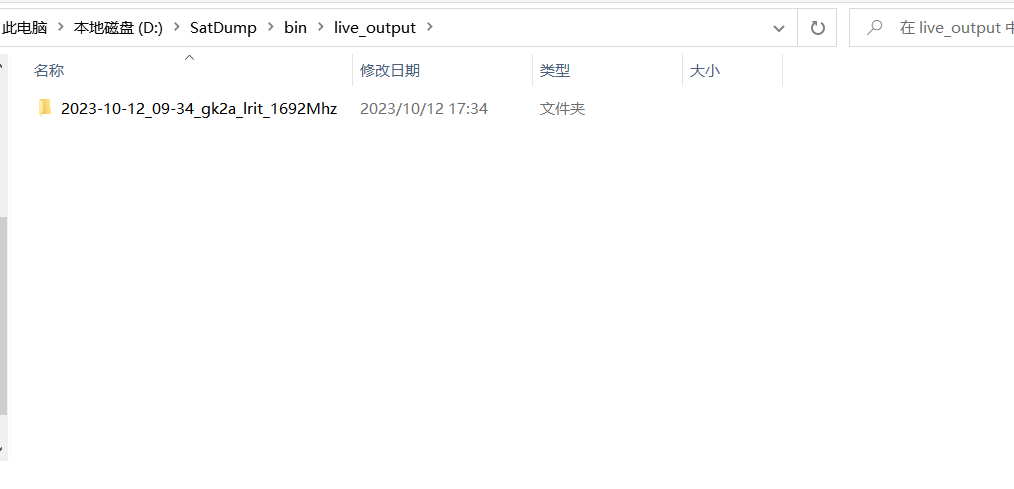 此电脑 > 本地磁盘 (D:) > SatDump > bin > live_output >
在 live_output 中
名称 修改日期 类型 大小
2023-10-12_09-34_gk2a_lrit_1692Mhz 2023/10/12 17:34 文件夹